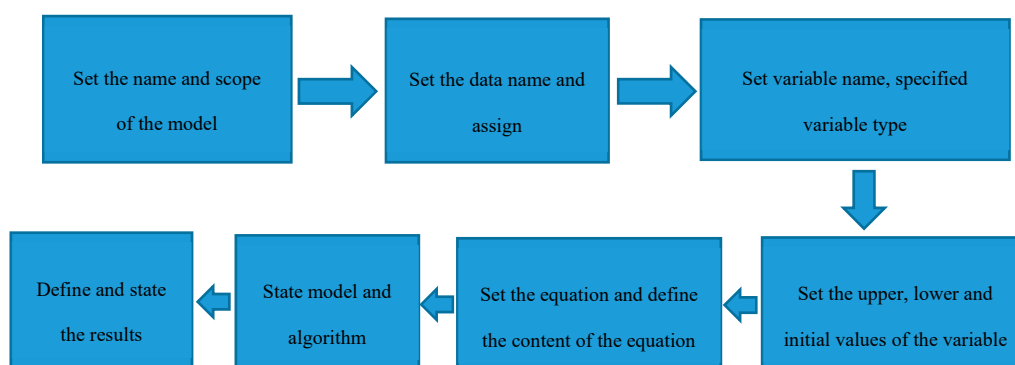 Set the name and scope
of the model
Set the data name and
assign
Set variable name, specified
variable type
Set the upper, lower and
initial values of the variable
Set the equation and define
the content of the equation
State model and
algorithm
Define and state
the results